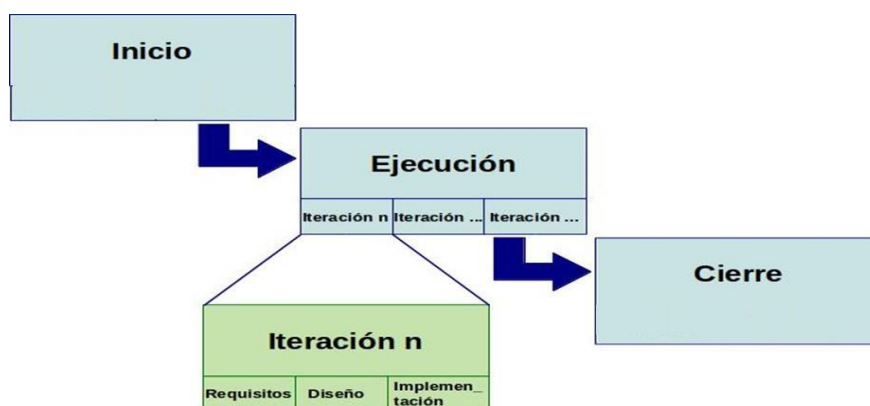 Inicio
Ejecución
Iteración n
Iteración ...
Iteración ...
Cierre
Iteración n
Requisitos
Diseño
Implemen_
tación